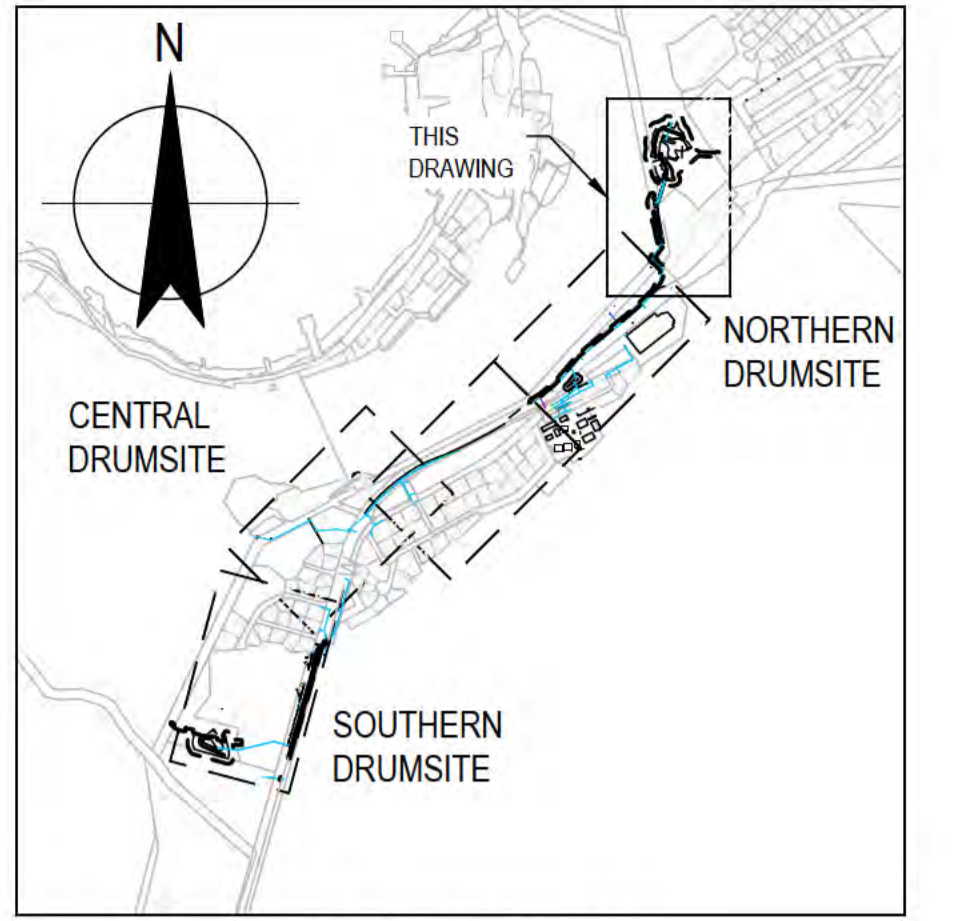 N
THIS
DRAWING
NORTHERN
DRUMSITE
CENTRAL
DRUMSITE
SOUTHERN
DRUMSITE